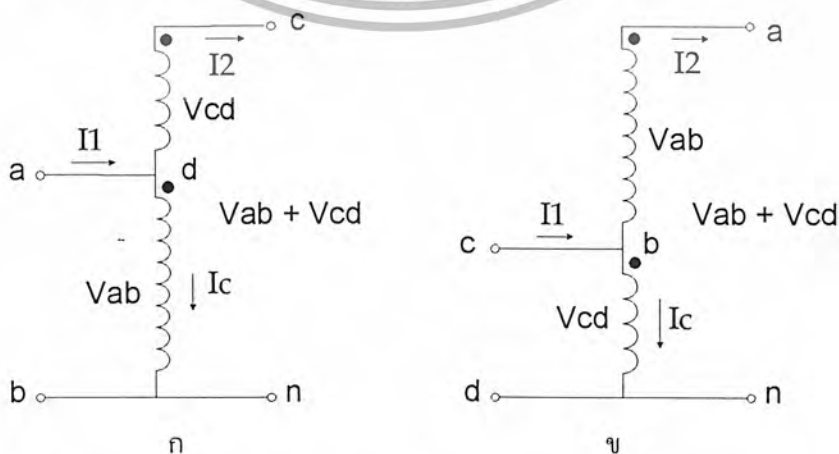 c
I2
Vcd
I1
a
d
Vab + Vcd
Vab
Ic
b
n
ก
a
I2
Vab
I1
c
b
Vab + Vcd
Vcd
Ic
d
n
ข